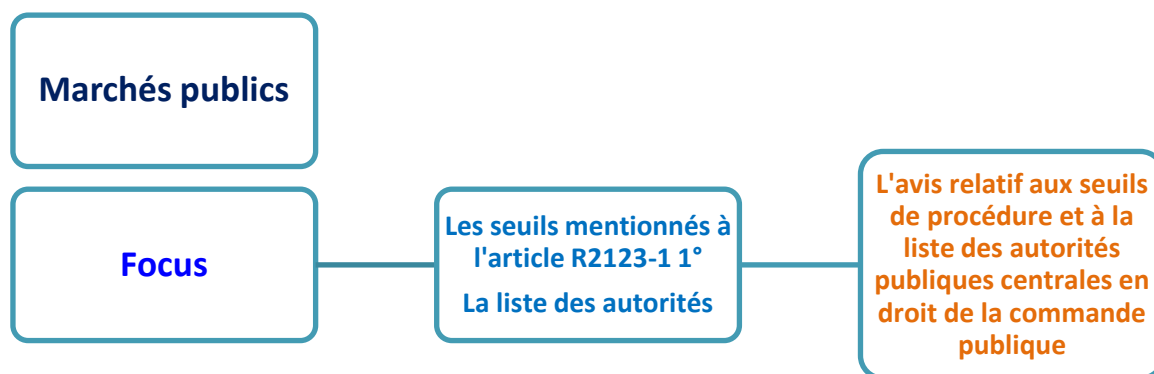 Marchés publics
Focus
Les seuils mentionnés à
l'article R2123-1 1°
La liste des autorités
L'avis relatif aux seuils
de procédure et à la
liste des autorités
publiques centrales en
droit de la commande
publique